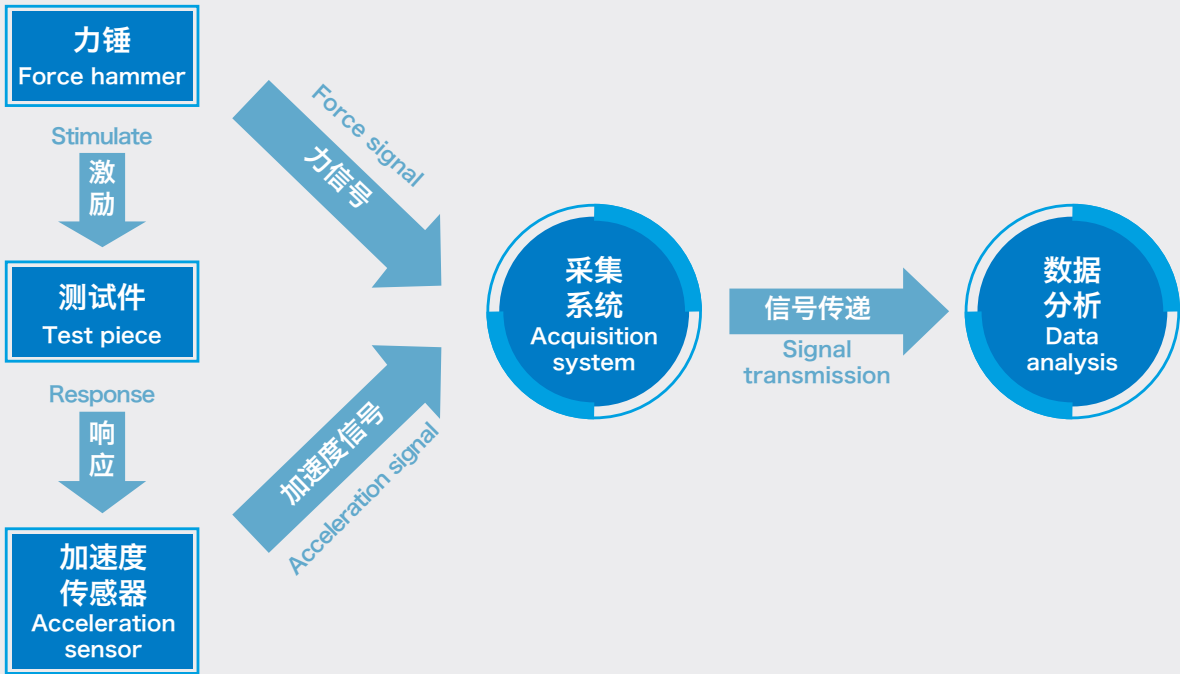 力锤
Force hammer
Stimulate
激
励
测试件
Test piece
Response
响
应
加速度
传感器
Acceleration
sensor
Force signal
力信号
加速度信号
Acceleration signal
采集
系统
Acquisition
system
信号传递
Signal
transmission
数据
分析
Data
analysis